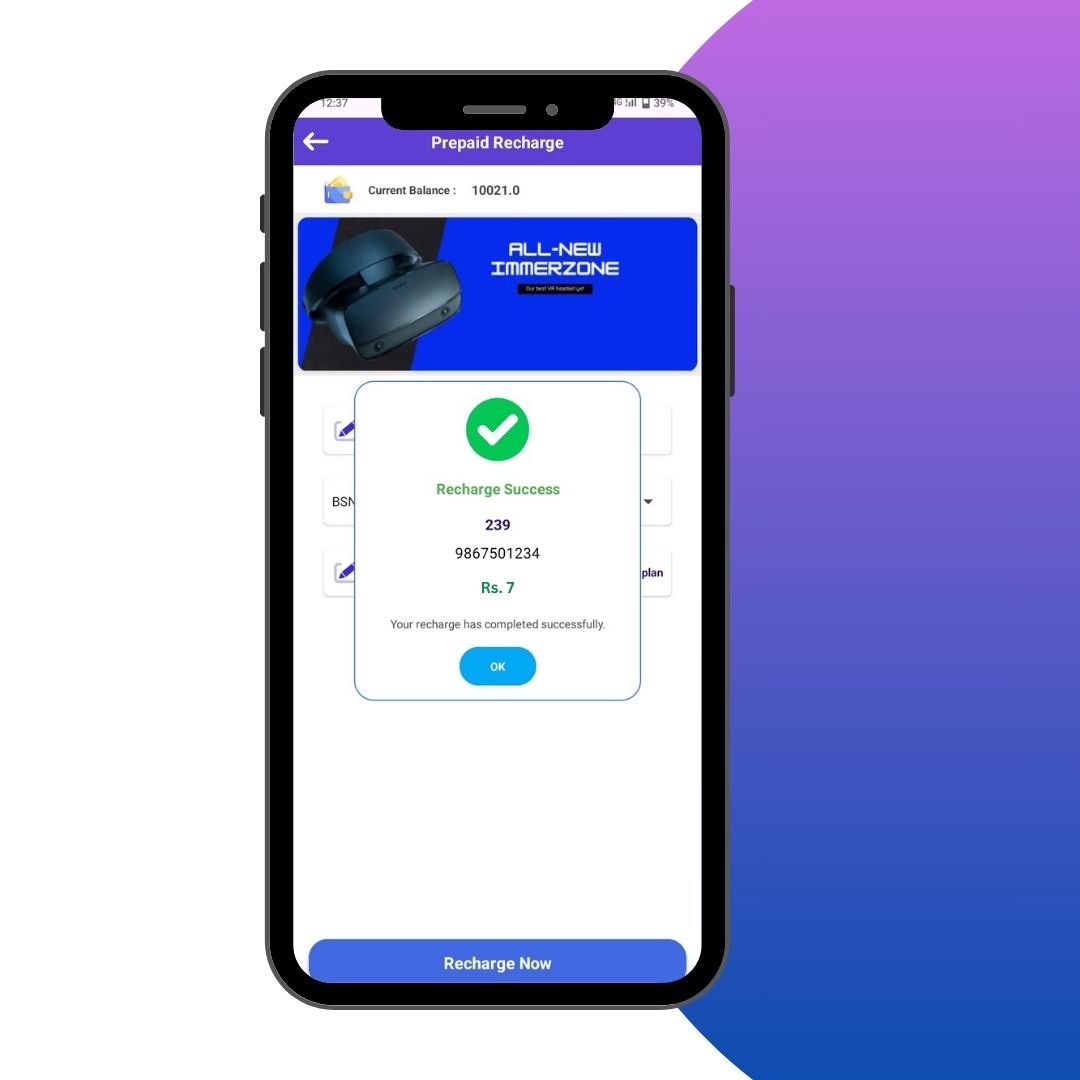 12:37
39%
Prepaid Recharge
Current Balance : 10021.0
ALL-NEW
IMMERZONE
Our best VR headset yet
Recharge Success
BSN
239
9867501234
plan
Rs. 7
Your recharge has completed successfully.
OK
Recharge Now